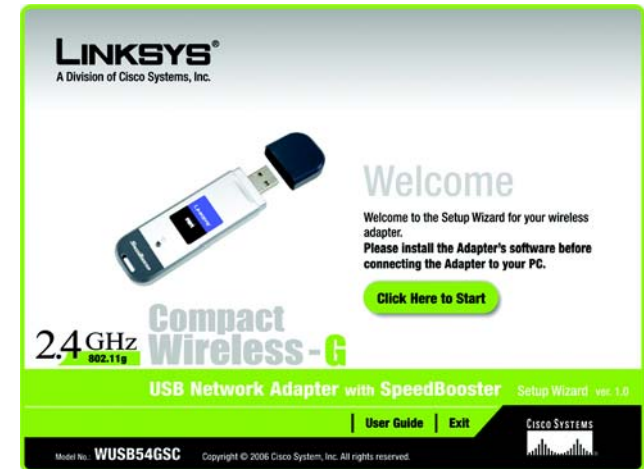 LINKSYS®
A Division of Cisco Systems, Inc.
Linksys
SpeedBooster
Welcome
Welcome to the Setup Wizard for your wireless
adapter.
Please install the Adapter's software before
connecting the Adapter to your PC.
Click Here to Start
2.4 GHz
802.11g
Compact
Wireless-G
USB Network Adapter with SpeedBooster
Setup Wizard ver. 1.0
User Guide
Exit
CISCO SYSTEMS
Model No.: WUSB54GSC
Copyright © 2006 Cisco System, Inc. All rights reserved.